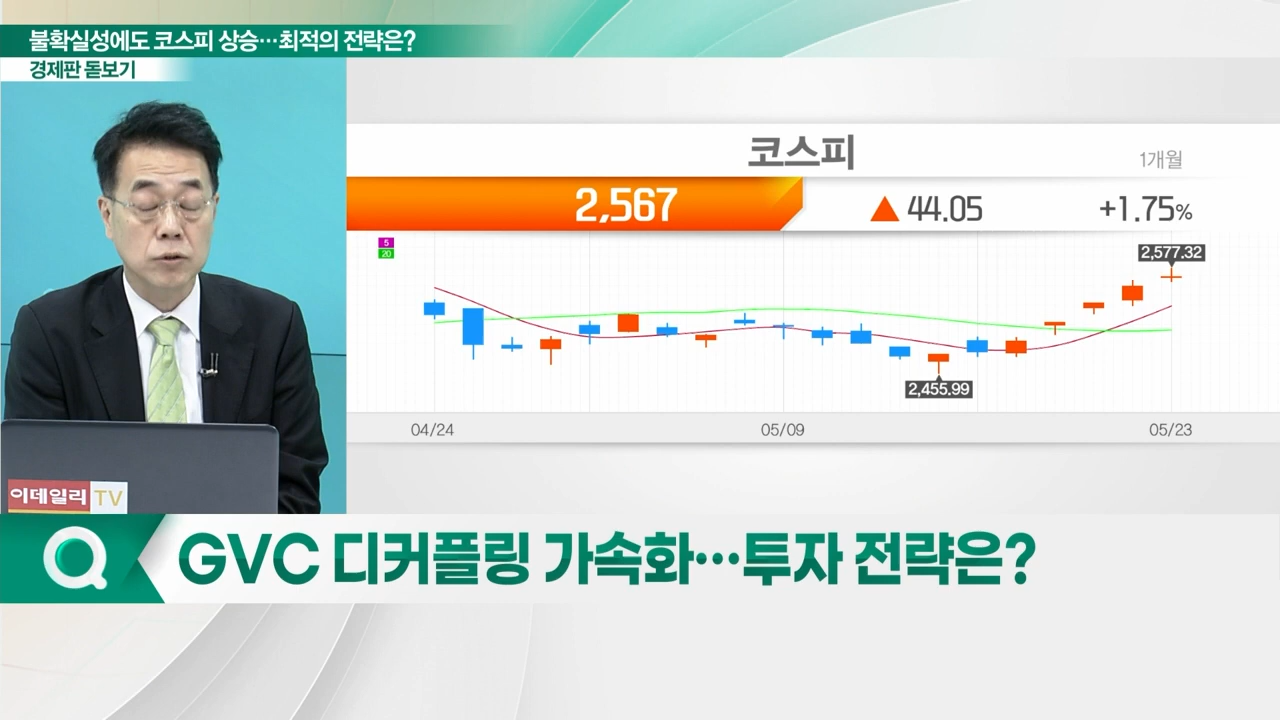 불확실성에도 코스피 상승…최적의 전략은?
경제판 돋보기
코스피
1개월
2,567
▲ 44.05
+1.75%
5
20
2,577.32
2,455.99
04/24
05/09
05/23
이데일리 TV
GVC 디커플링 가속화…투자 전략은?